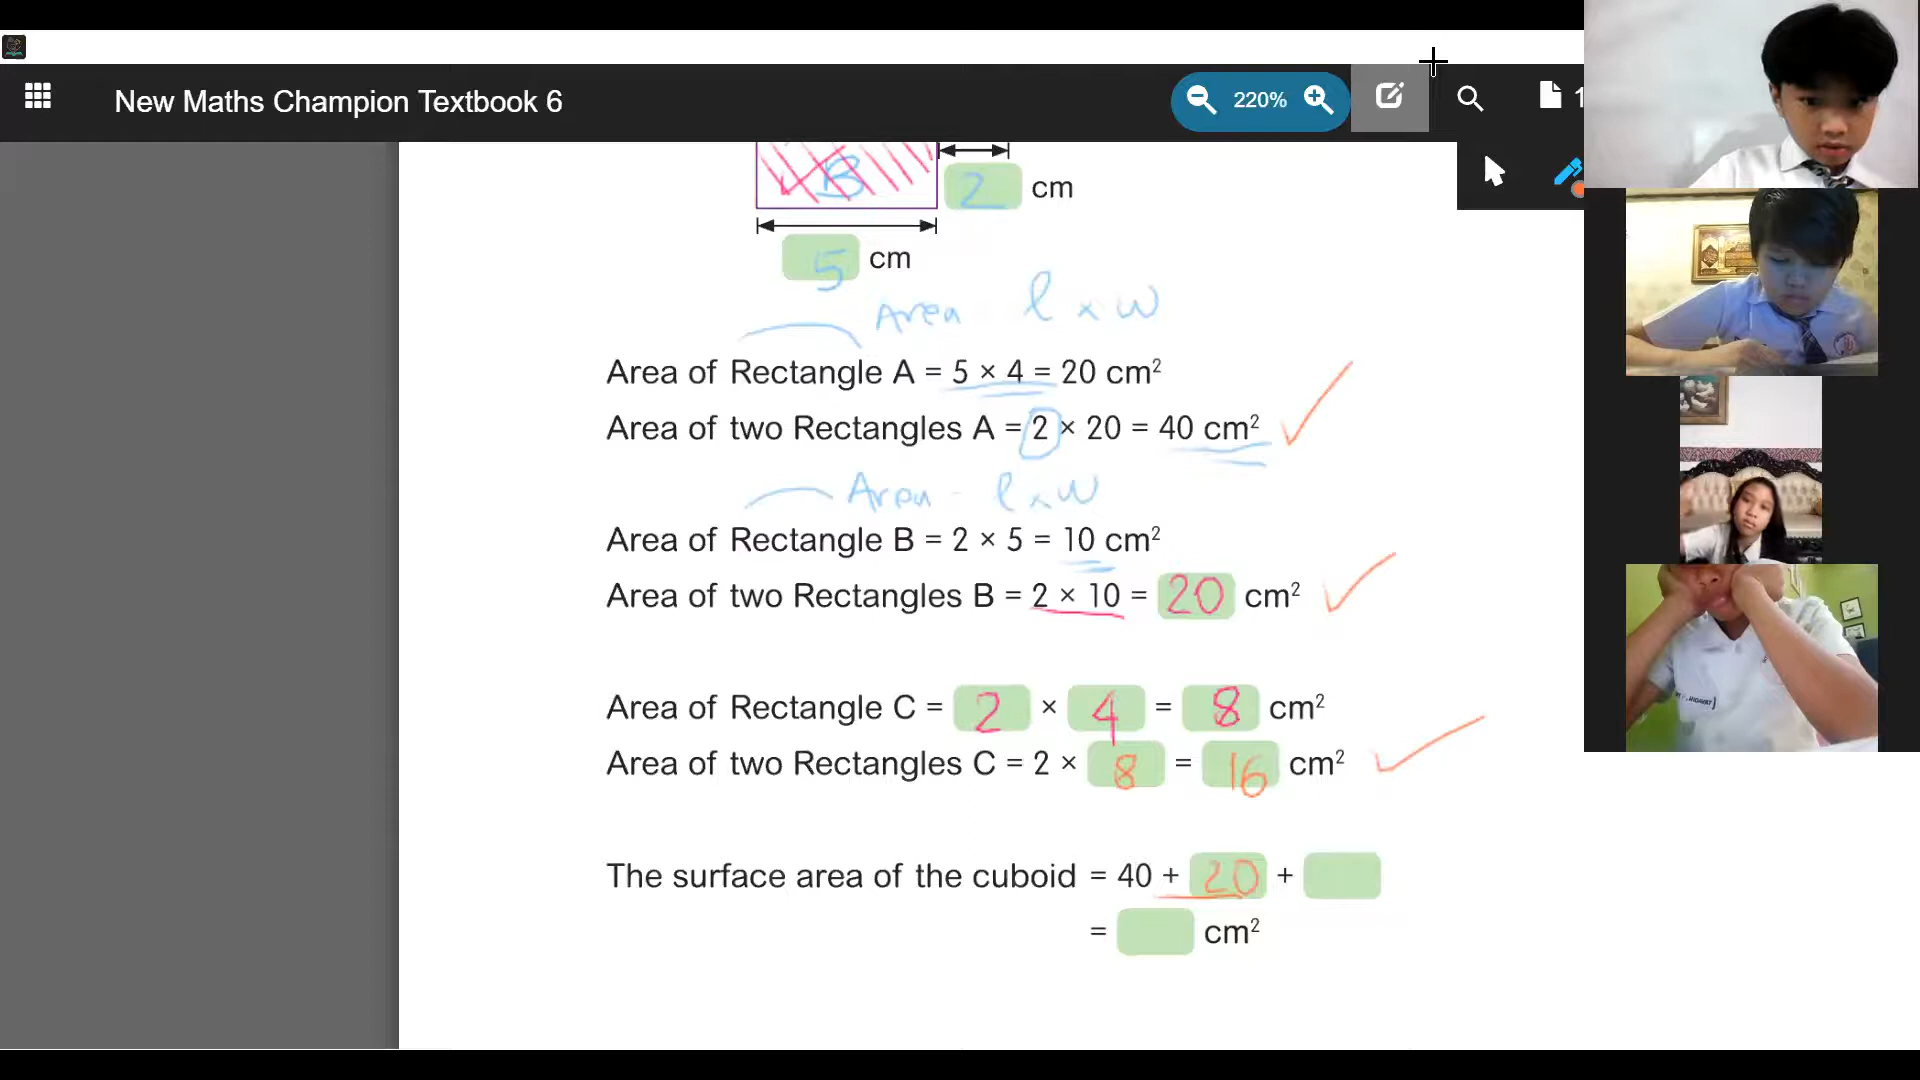 New Maths Champion Textbook 6
220%
1
B
2 cm
5 cm
Area = l × w
Area of Rectangle A = 5 × 4 = 20 cm²
Area of two Rectangles A = 2 × 20 = 40 cm²
Area = l × w
Area of Rectangle B = 2 × 5 = 10 cm²
Area of two Rectangles B = 2 × 10 = 20 cm²
Area of Rectangle C = 2 × 4 = 8 cm²
Area of two Rectangles C = 2 × 8 = 16 cm²
The surface area of the cuboid = 40 + 20 +
= cm²